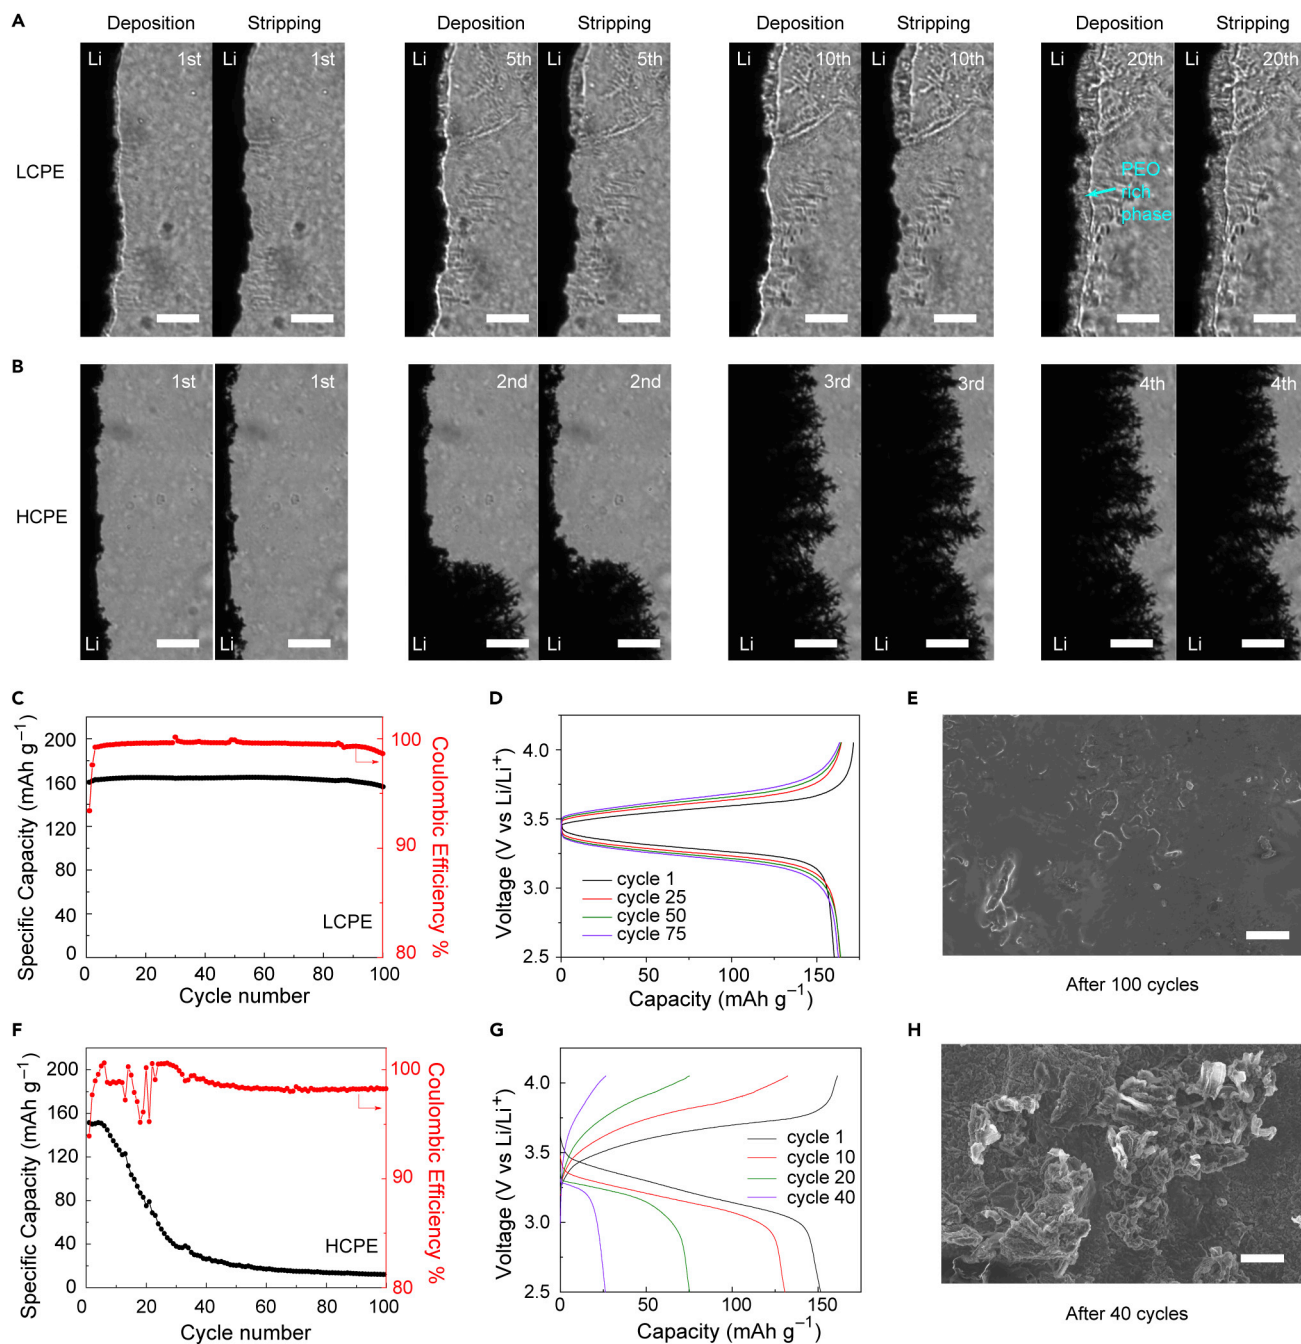 A
Deposition Stripping Deposition Stripping Deposition Stripping Deposition Stripping
Li 1st Li 1st Li 5th Li 5th Li 10th Li 10th Li 20th Li 20th
LCPE
PEO
rich
phase
B
1st 1st 2nd 2nd 3rd 3rd 4th 4th
HCPE
Li Li Li Li Li Li Li Li
C
Specific Capacity (mAh g⁻¹)
200
160
120
80
40
0
100
90
80
Coulombic Efficiency %
LCPE
0 20 40 60 80 100
Cycle number
D
Voltage (V vs Li/Li⁺)
4.0
3.5
3.0
2.5
cycle 1
cycle 25
cycle 50
cycle 75
0 50 100 150
Capacity (mAh g⁻¹)
E
After 100 cycles
F
Specific Capacity (mAh g⁻¹)
200
160
120
80
40
0
100
90
80
Coulombic Efficiency %
HCPE
0 20 40 60 80 100
Cycle number
G
Voltage (V vs Li/Li⁺)
4.0
3.5
3.0
2.5
cycle 1
cycle 10
cycle 20
cycle 40
0 50 100 150
Capacity (mAh g⁻¹)
H
After 40 cycles